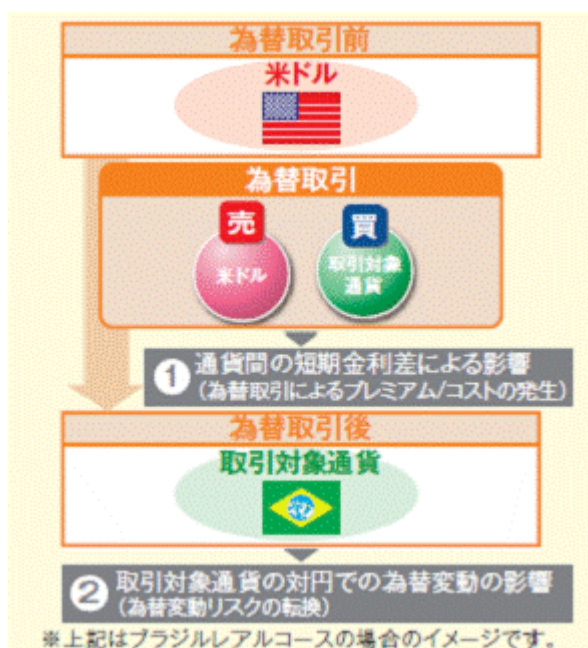 為替取引前
米ドル
為替取引
売
買
米ドル
取引対象
通貨
1 通貨間の短期金利差による影響
(為替取引によるプレミアム/コストの発生)
為替取引後
取引対象通貨
2 取引対象通貨の対円での為替変動の影響
(為替変動リスクの転換)
※上記はブラジルレアルコースの場合のイメージです。